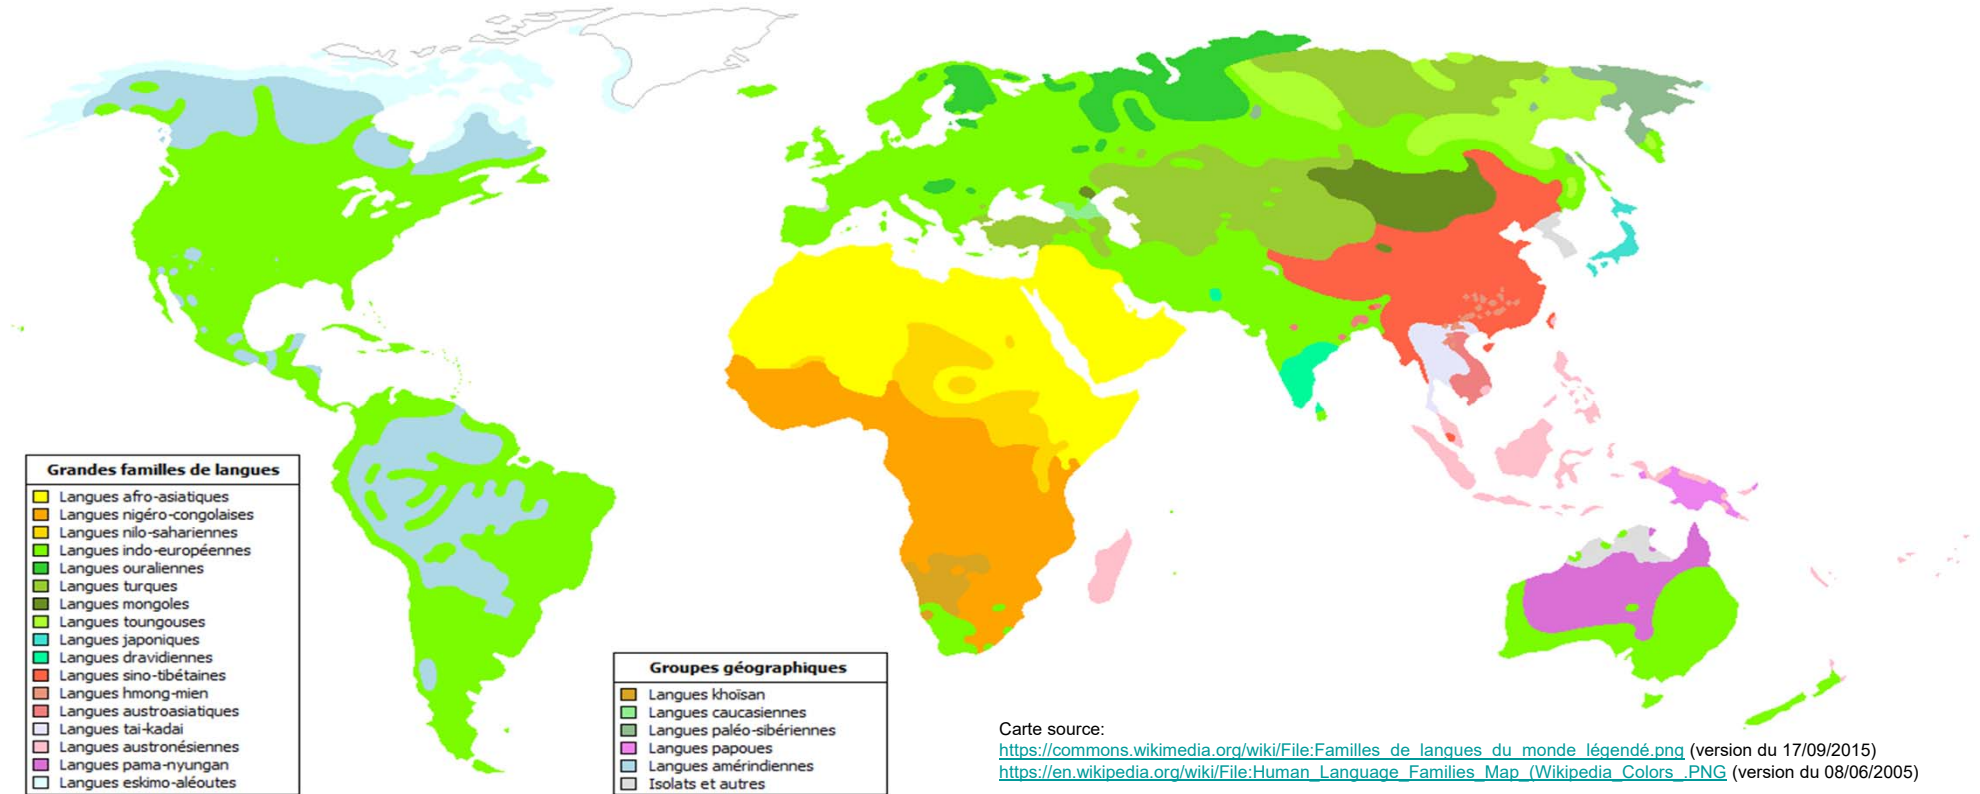 Grandes familles de langues
Langues afro-asiatiques
Langues nigéro-congolaises
Langues nilo-sahariennes
Langues indo-européennes
Langues ouraliennes
Langues turques
Langues mongoles
Langues toungouses
Langues japoniques
Langues dravidiennes
Langues sino-tibétaines
Langues hmong-mien
Langues austroasiatiques
Langues tai-kadai
Langues austronésiennes
Langues pama-nyungan
Langues eskimo-aléoutes
Groupes géographiques
Langues khoïsan
Langues caucasiennes
Langues paléo-sibériennes
Langues papoues
Langues amérindiennes
Isolats et autres
Carte source:
https://commons.wikimedia.org/wiki/File:Familles_de_langues_du_monde_légendé.png (version du 17/09/2015)
https://en.wikipedia.org/wiki/File:Human_Language_Families_Map_(Wikipedia_Colors_.PNG (version du 08/06/2005)